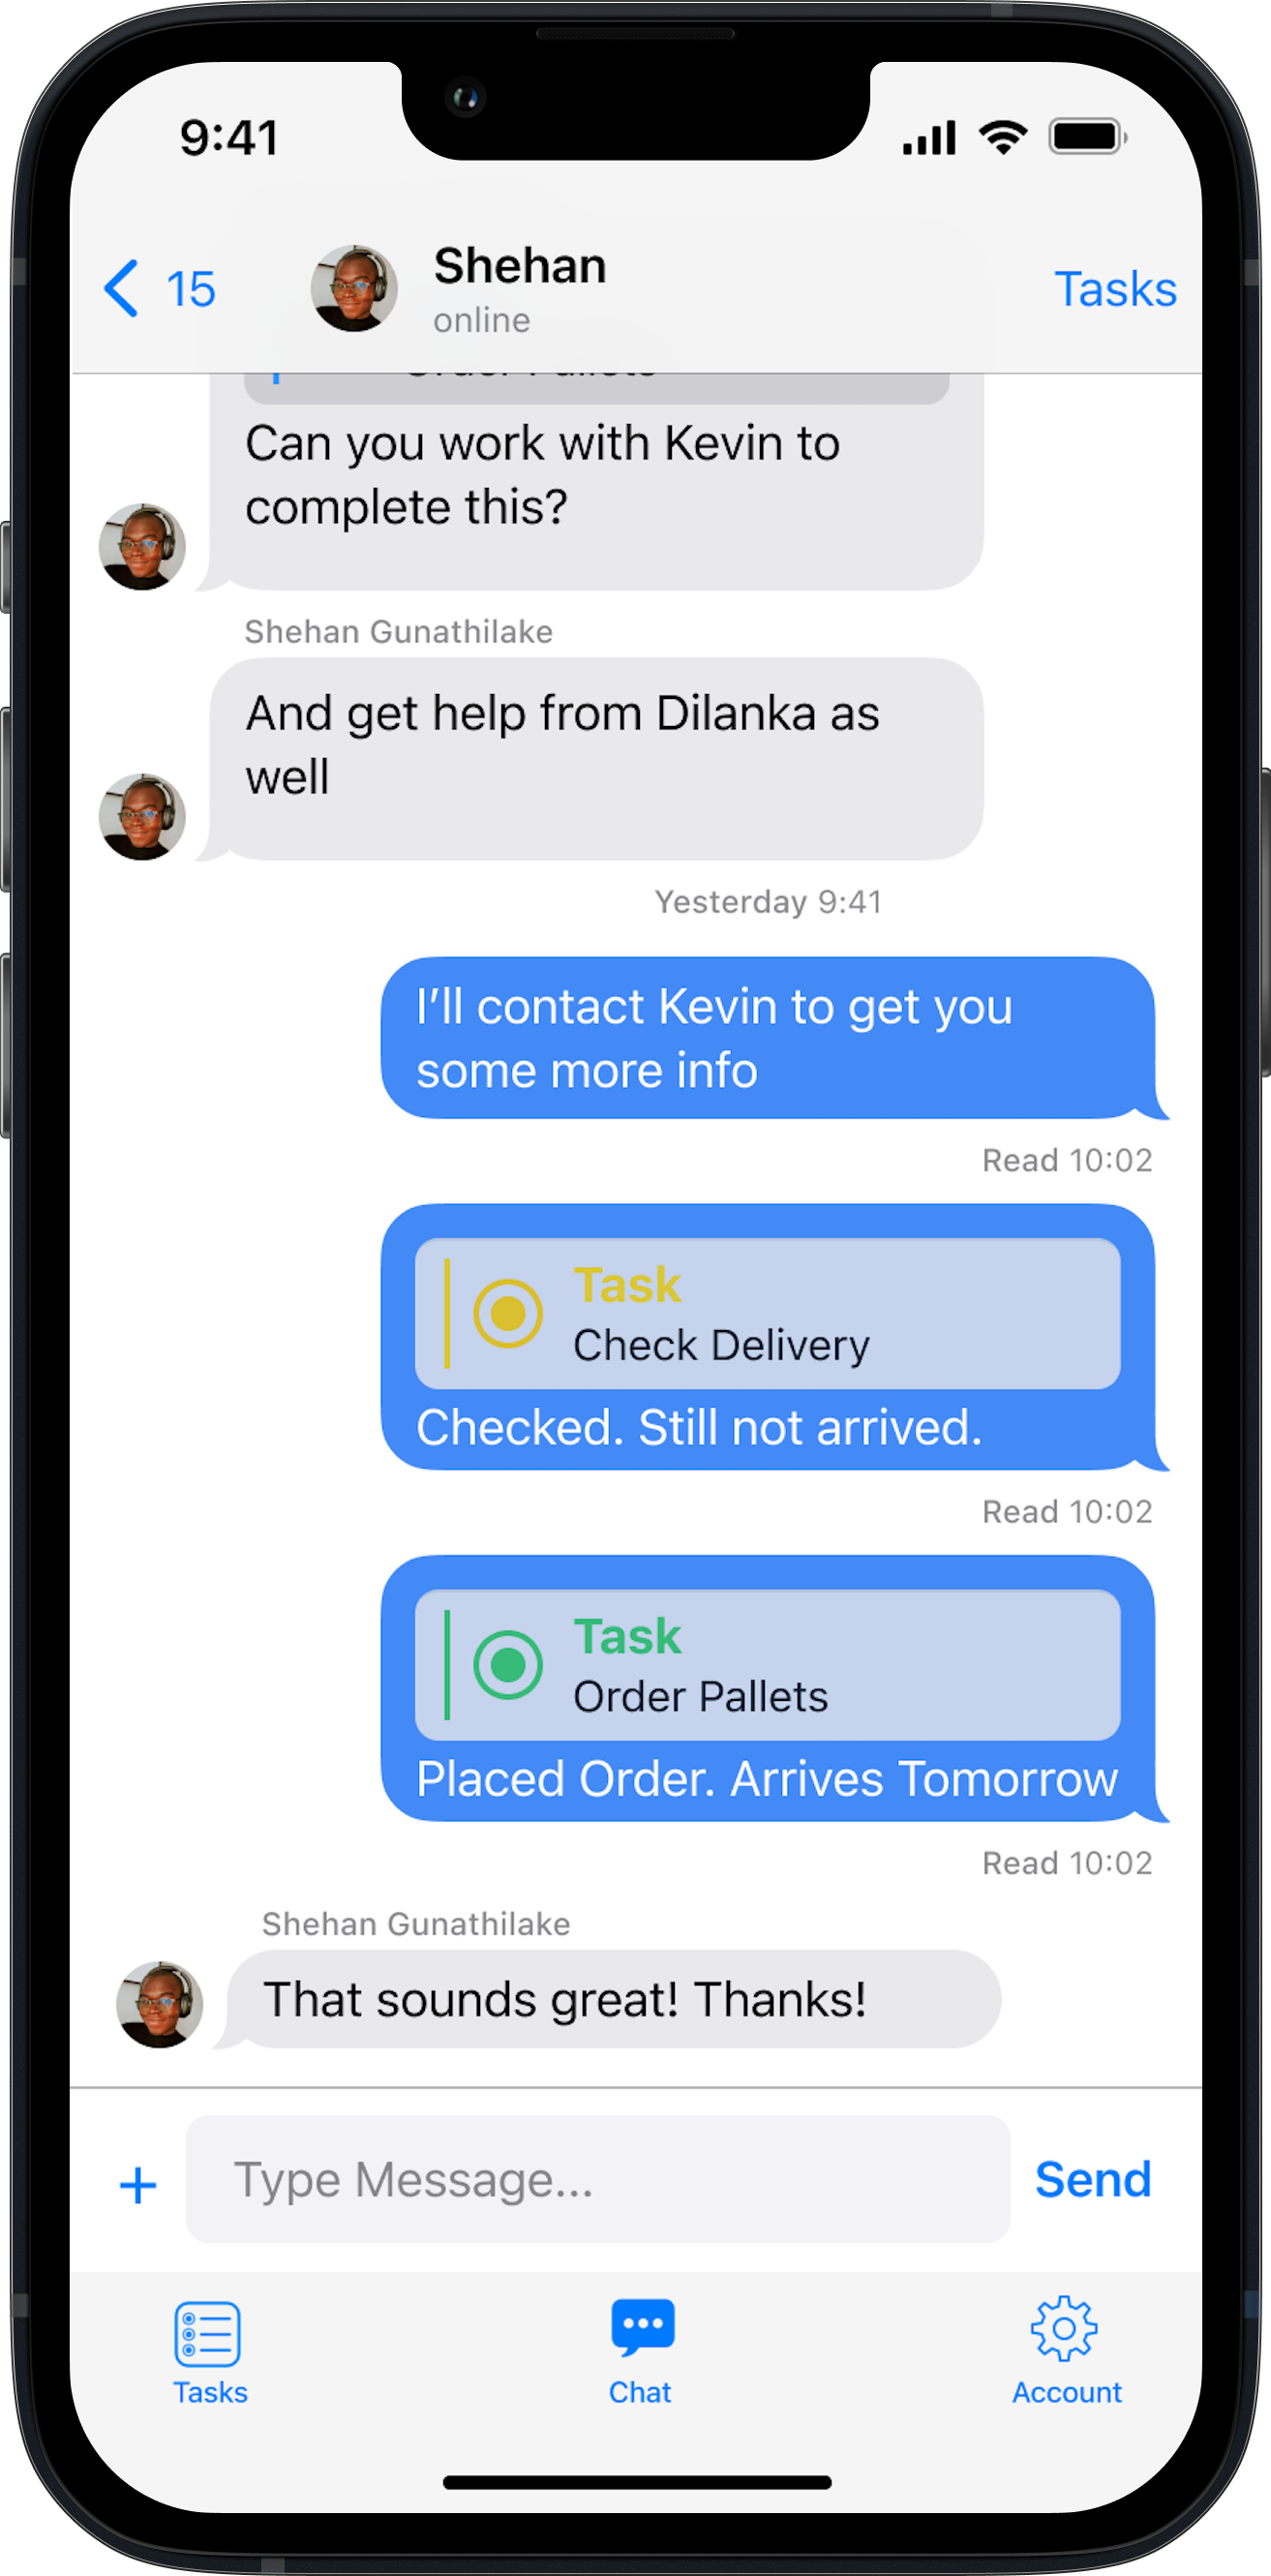 9:41
15
Shehan
online
Tasks
Order Pallets
Can you work with Kevin to
complete this?
Shehan Gunathilake
And get help from Dilanka as
well
Yesterday 9:41
I’ll contact Kevin to get you
some more info
Read 10:02
Task
Check Delivery
Checked. Still not arrived.
Read 10:02
Task
Order Pallets
Placed Order. Arrives Tomorrow
Read 10:02
Shehan Gunathilake
That sounds great! Thanks!
+
Type Message...
Send
Tasks
Chat
Account